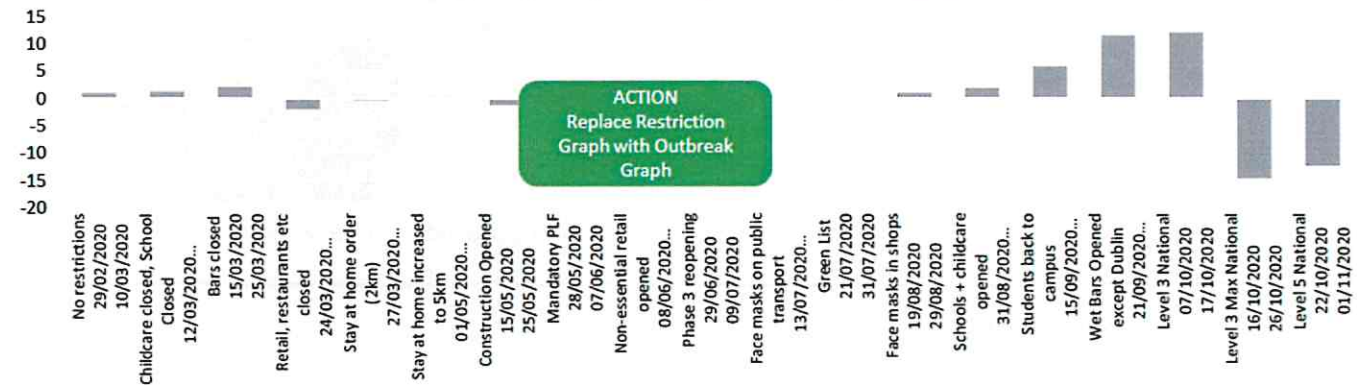 15
10
5
0
-5
-10
-15
-20
ACTION
Replace Restriction
Graph with Outbreak
Graph
No restrictions
29/02/2020
10/03/2020
Childcare closed, School
Closed
12/03/2020...
Bars closed
15/03/2020
25/03/2020
Retail, restaurants etc
closed
24/03/2020...
Stay at home order
[2km)
27/03/2020...
Stay at home increased
to 5km
01/05/2020...
Construction Opened
15/05/2020
25/05/2020
Mandatory PLF
28/05/2020
07/06/2020
Non-essential retail
opened
08/06/2020...
Phase 3 reopening
29/06/2020
09/07/2020
Face masks on public
transport
13/07/2020...
Green List
21/07/2020
31/07/2020
Face masks in shops
19/08/2020
29/08/2020
Schools + childcare
opened
31/08/2020...
Students back to
campus
15/09/2020...
Wet Bars Opened
except Dublin
21/09/2020...
Level 3 National
07/10/2020
17/10/2020
Level 3 Max National
16/10/2020
26/10/2020
Level 5 National
22/10/2020
01/11/2020